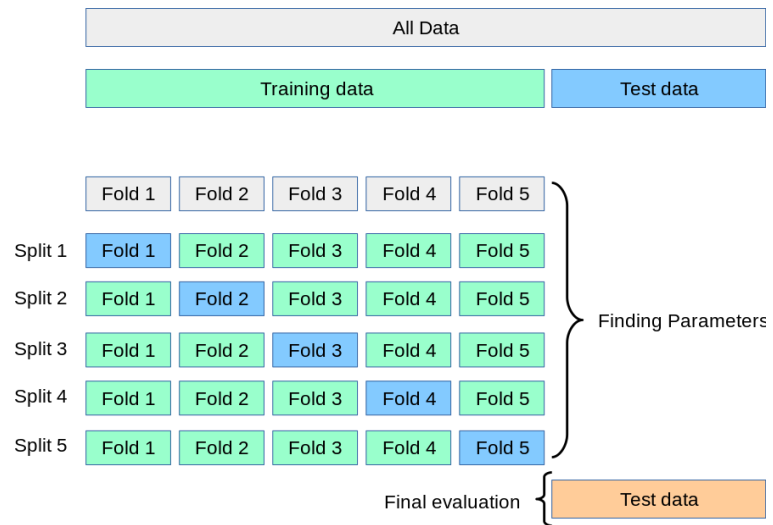 All Data
Training data Test data
Fold 1 Fold 2 Fold 3 Fold 4 Fold 5
Split 1 Fold 1 Fold 2 Fold 3 Fold 4 Fold 5
Split 2 Fold 1 Fold 2 Fold 3 Fold 4 Fold 5
Finding Parameters
Split 3 Fold 1 Fold 2 Fold 3 Fold 4 Fold 5
Split 4 Fold 1 Fold 2 Fold 3 Fold 4 Fold 5
Split 5 Fold 1 Fold 2 Fold 3 Fold 4 Fold 5
Final evaluation Test data